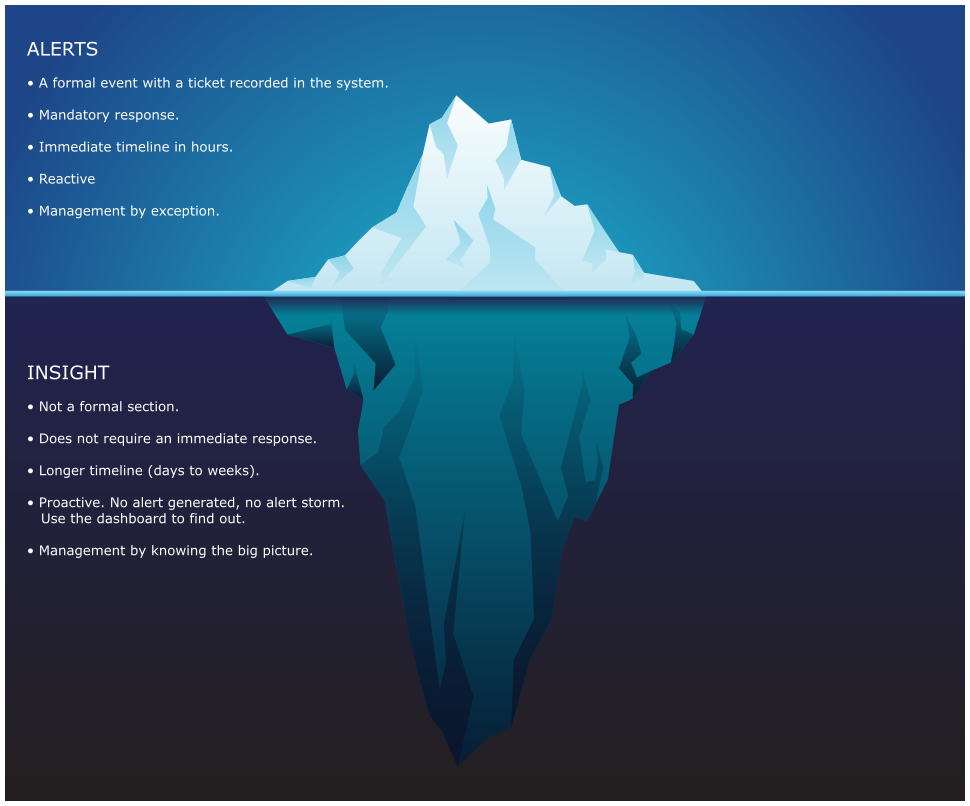 ALERTS
• A formal event with a ticket recorded in the system.
• Mandatory response.
• Immediate timeline in hours.
• Reactive
• Management by exception.
INSIGHT
• Not a formal section.
• Does not require an immediate response.
• Longer timeline (days to weeks).
• Proactive. No alert generated, no alert storm.
Use the dashboard to find out.
• Management by knowing the big picture.